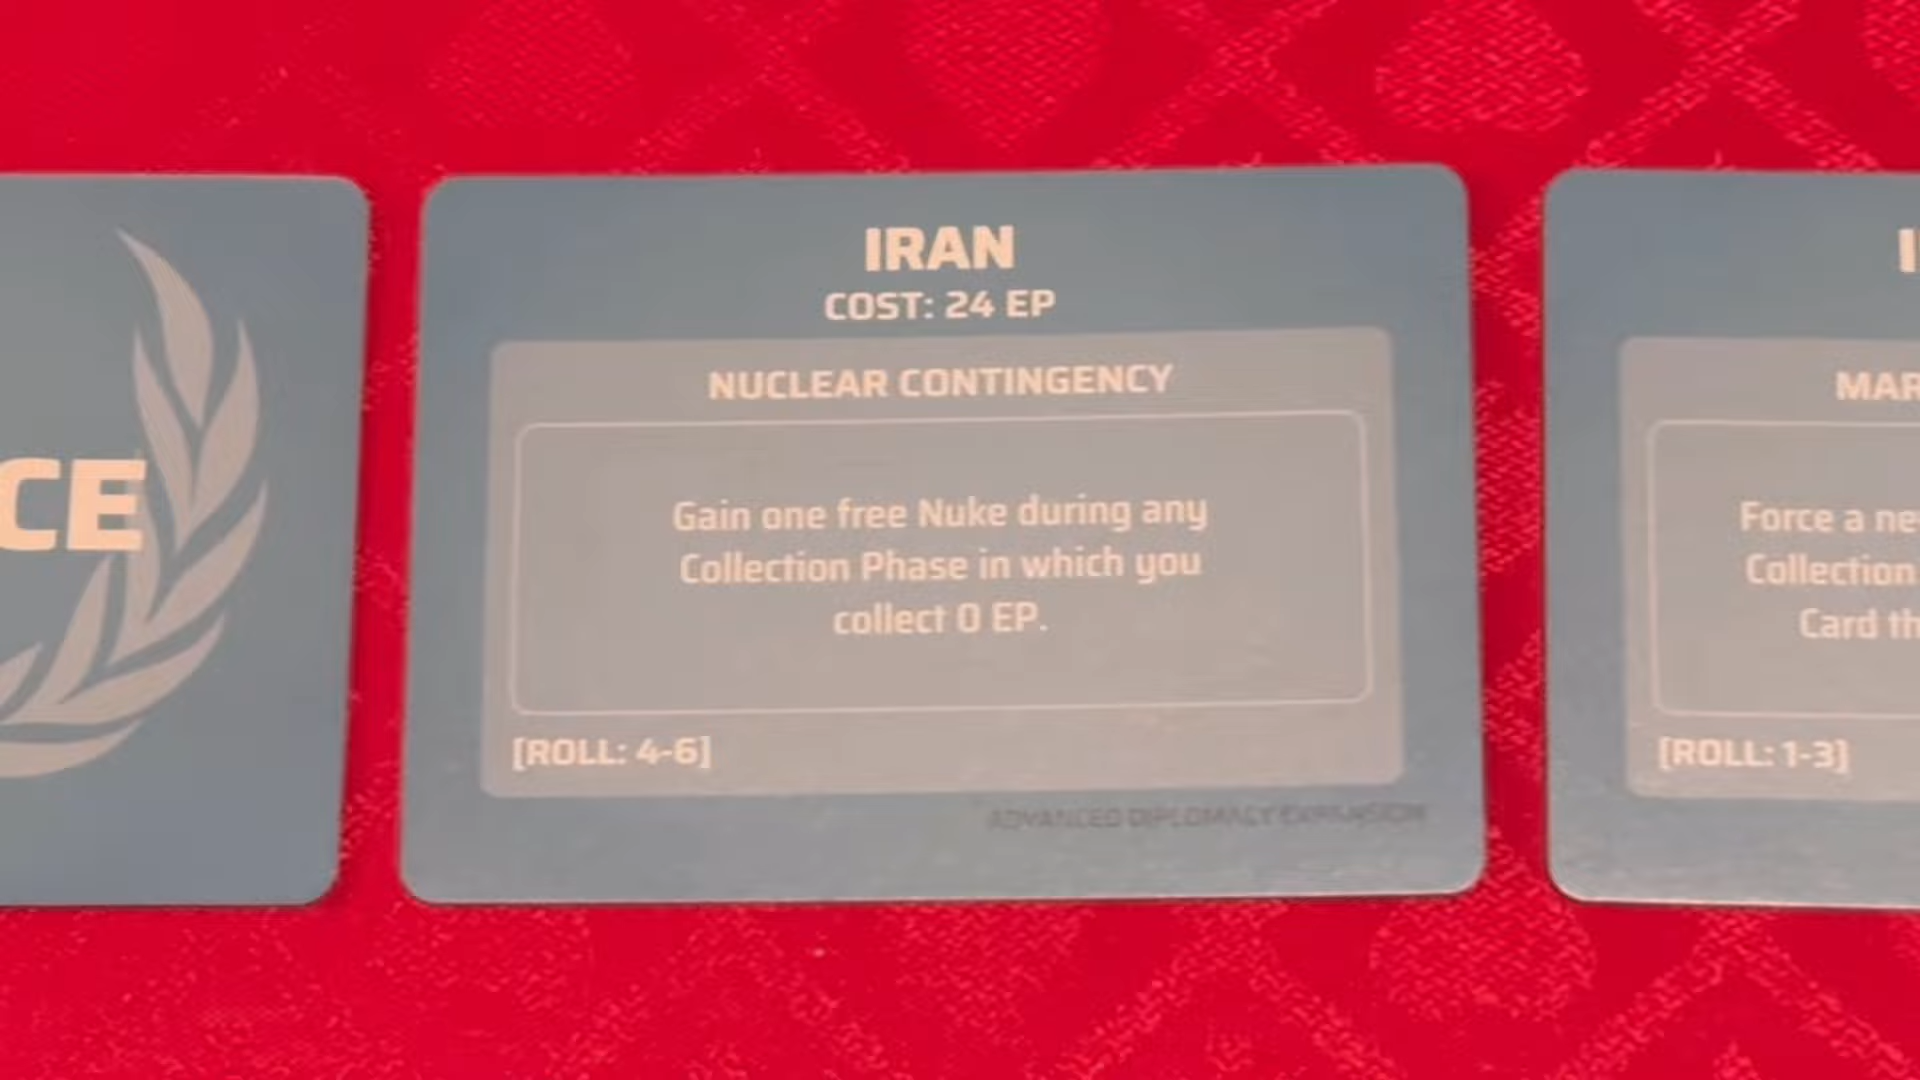 CE
IRAN
COST: 24 EP
NUCLEAR CONTINGENCY
Gain one free Nuke during any
Collection Phase in which you
collect 0 EP.
[ROLL: 4-6]
ADVANCED DIPLOMACY EXPANSION
MAR
Force a ne
Collection
Card th
[ROLL: 1-3]